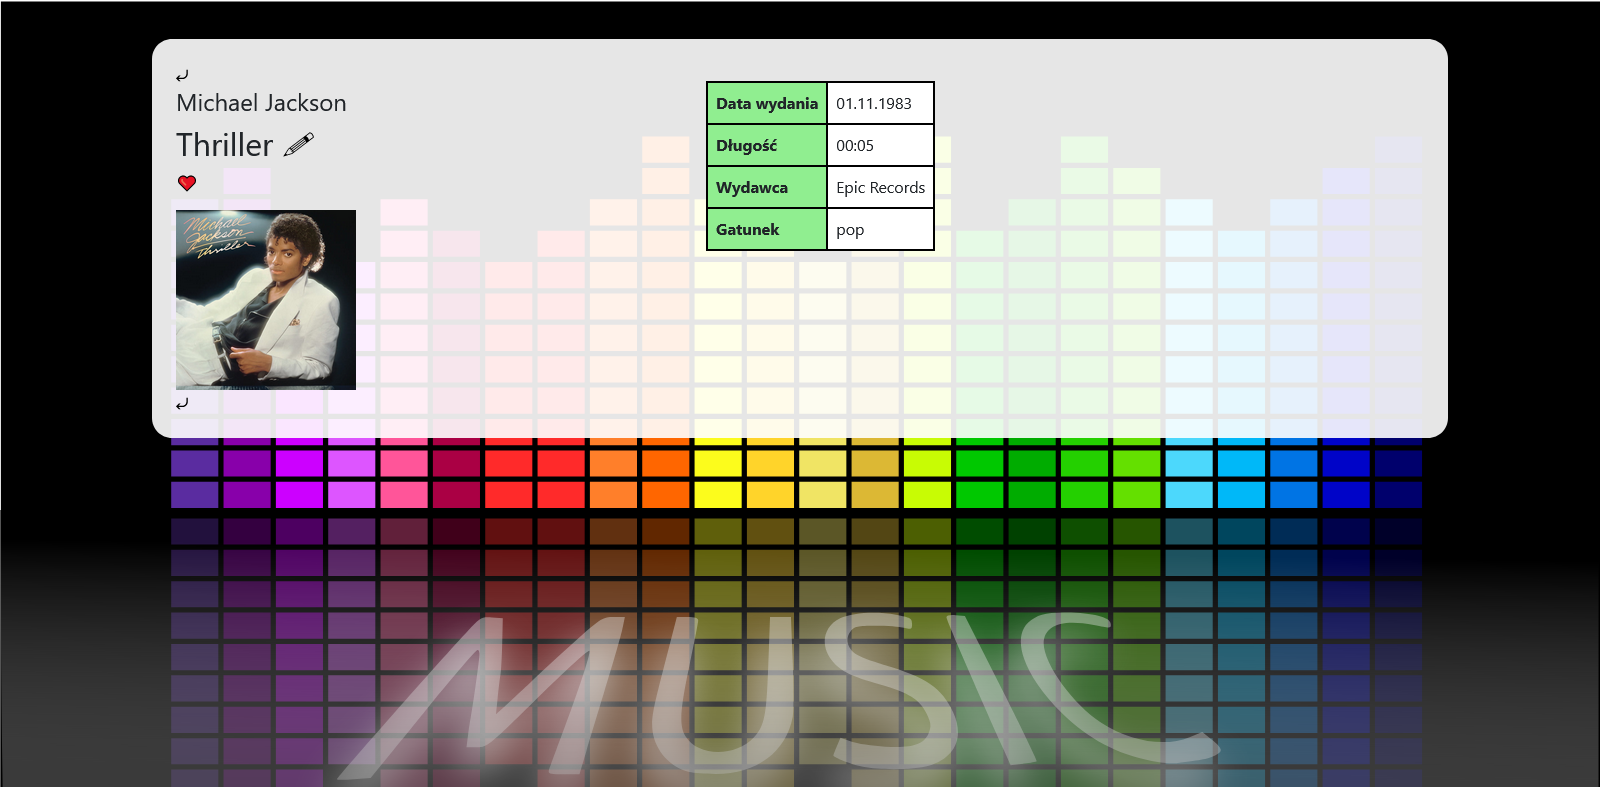 Michael Jackson
Thriller
Michael
Jackson
Thriller
Data wydania 01.11.1983
Długość 00:05
Wydawca Epic Records
Gatunek pop
MUSIC